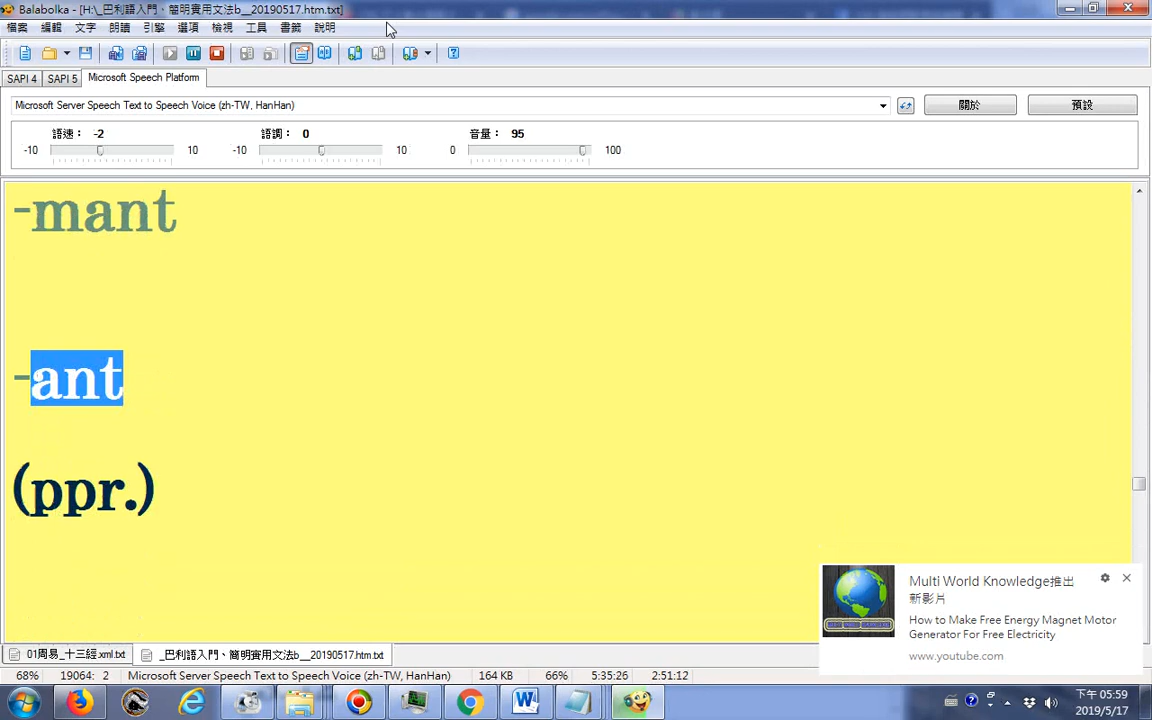 Balabolka - [H:\_巴利語入門、簡明實用文法b__20190517.htm.txt]
檔案 編輯 文字 朗讀 引擎 選項 檢視 工具 書籤 說明
SAPI 4 SAPI 5 Microsoft Speech Platform
Microsoft Server Speech Text to Speech Voice (zh-TW, HanHan) 關於 預設
語速： -2 語調： 0 音量： 95
-10 10 -10 10 0 100
-mant
-ant
(ppr.)
Multi World Knowledge推出
新影片
How to Make Free Energy Magnet Motor
Generator For Free Electricity
www.youtube.com
01周易_十三經.xml.txt _巴利語入門、簡明實用文法b__20190517.htm.txt
68% 19064: 2 Microsoft Server Speech Text to Speech Voice (zh-TW, HanHan) 164 KB 66% 5:35:26 2:51:12
下午 05:59
2019/5/17